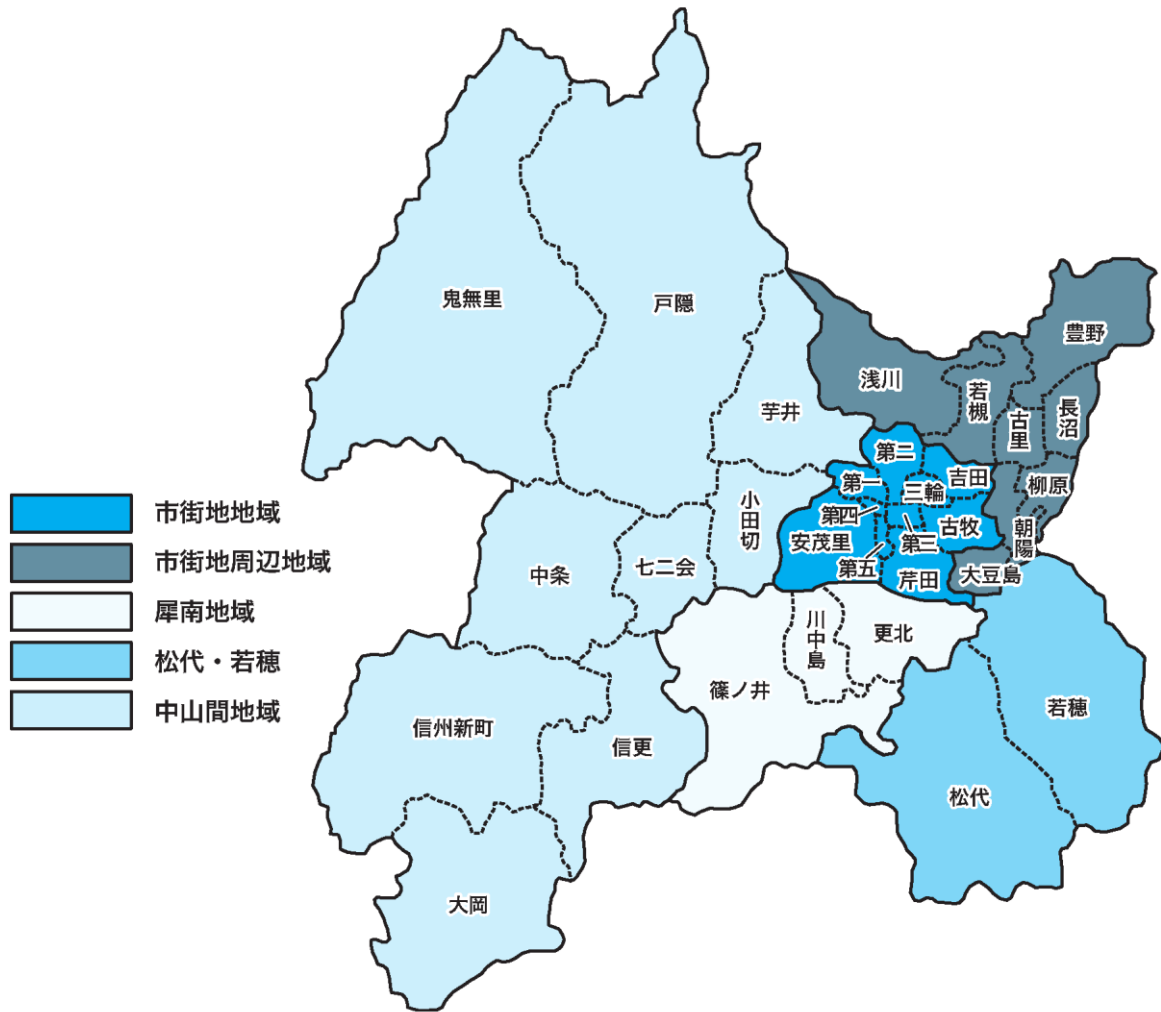 鬼無里
戸隠
豊野
浅川
若槻
長沼
芋井
古里
第二
吉田
柳原
第一
三輪
小田切
第四
古牧
朝陽
安茂里
第三
第五
芹田
大豆島
中条
七二会
川中島
更北
篠ノ井
若穂
信州新町
信更
松代
大岡
市街地地域
市街地周辺地域
犀南地域
松代・若穂
中山間地域